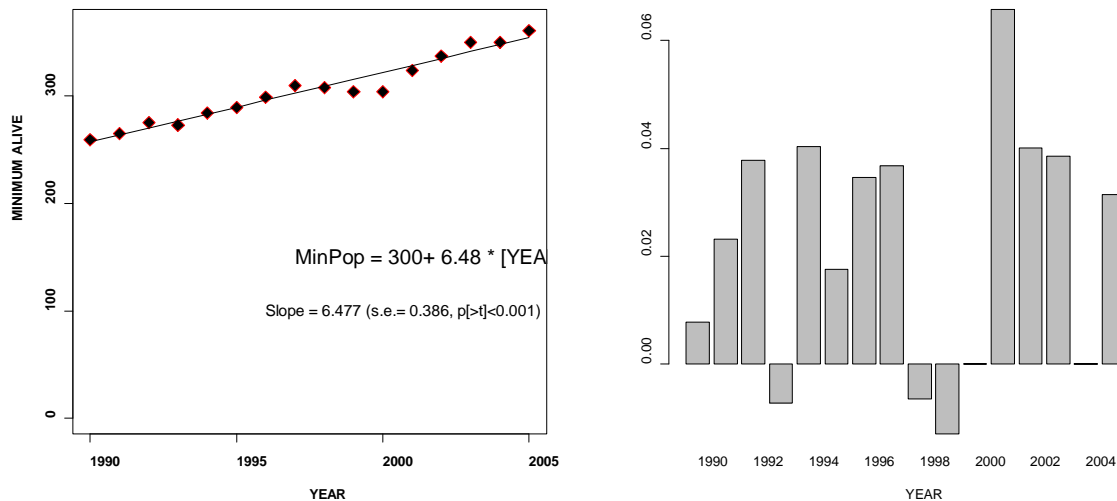 MINIMUM ALIVE
300
200
100
0
MinPop = 300+ 6.48 * [YEA
Slope = 6.477 (s.e.= 0.386, p[>t]<0.001)
1990 1995 2000 2005
YEAR
0.06
0.04
0.02
0.00
1990 1992 1994 1996 1998 2000 2002 2004
YEAR